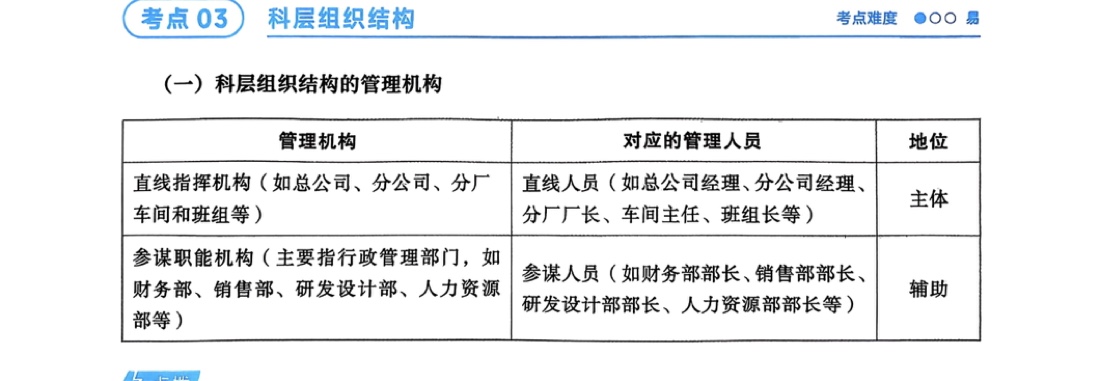 考点 03 科层组织结构 考点难度 易
（一）科层组织结构的管理机构
管理机构 对应的管理人员 地位
直线指挥机构（如总公司、分公司、分厂
车间和班组等）
直线人员（如总公司经理、分公司经理、
分厂厂长、车间主任、班组长等）
主体
参谋职能机构（主要指行政管理部门，如
财务部、销售部、研发设计部、人力资源
部等）
参谋人员（如财务部部长、销售部部长、
研发设计部部长、人力资源部部长等）
辅助